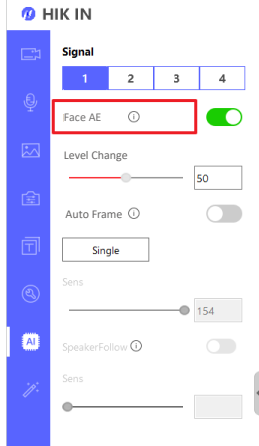 HIK IN
Signal
1 2 3 4
Face AE
Level Change
50
Auto Frame
Single
Sens
154
SpeakerFollow
Sens
AI